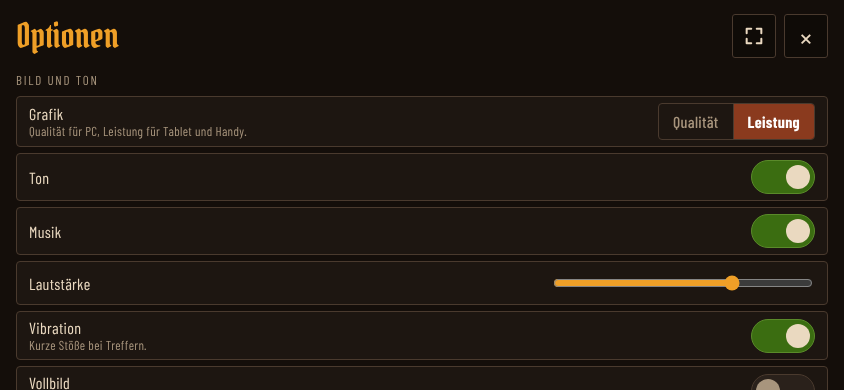 Optionen
BILD UND TON
Grafik
Qualität für PC, Leistung für Tablet und Handy.
Qualität
Leistung
Ton
Musik
Lautstärke
Vibration
Kurze Stöße bei Treffern.
Vollbild